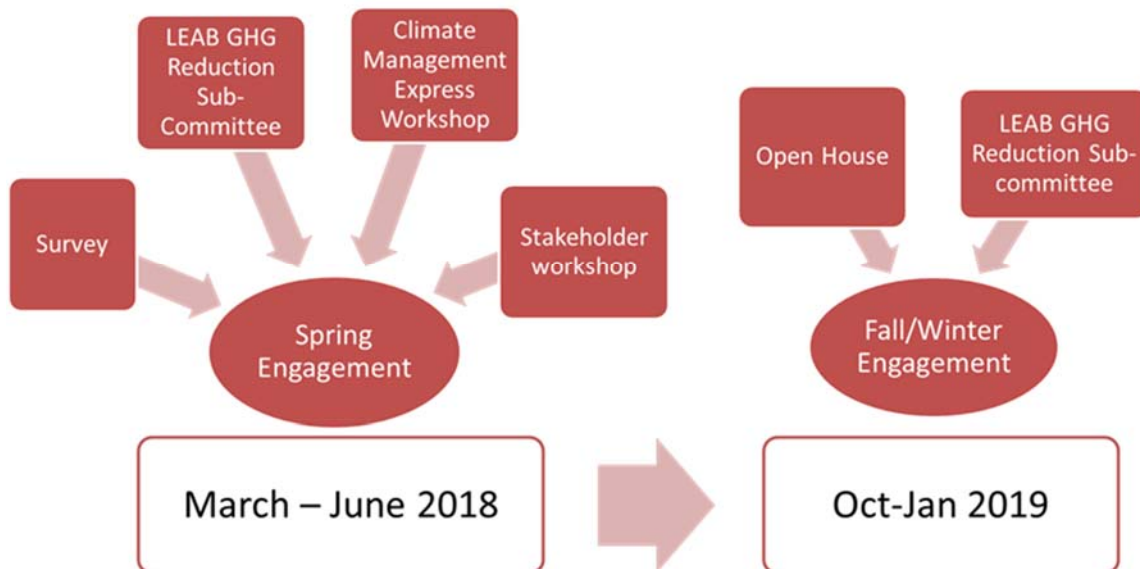 LEAB GHG
Reduction
Sub-
Committee
Climate
Management
Express
Workshop
Survey
Stakeholder
workshop
Spring
Engagement
March – June 2018
Open House
LEAB GHG
Reduction Sub-
committee
Fall/Winter
Engagement
Oct-Jan 2019